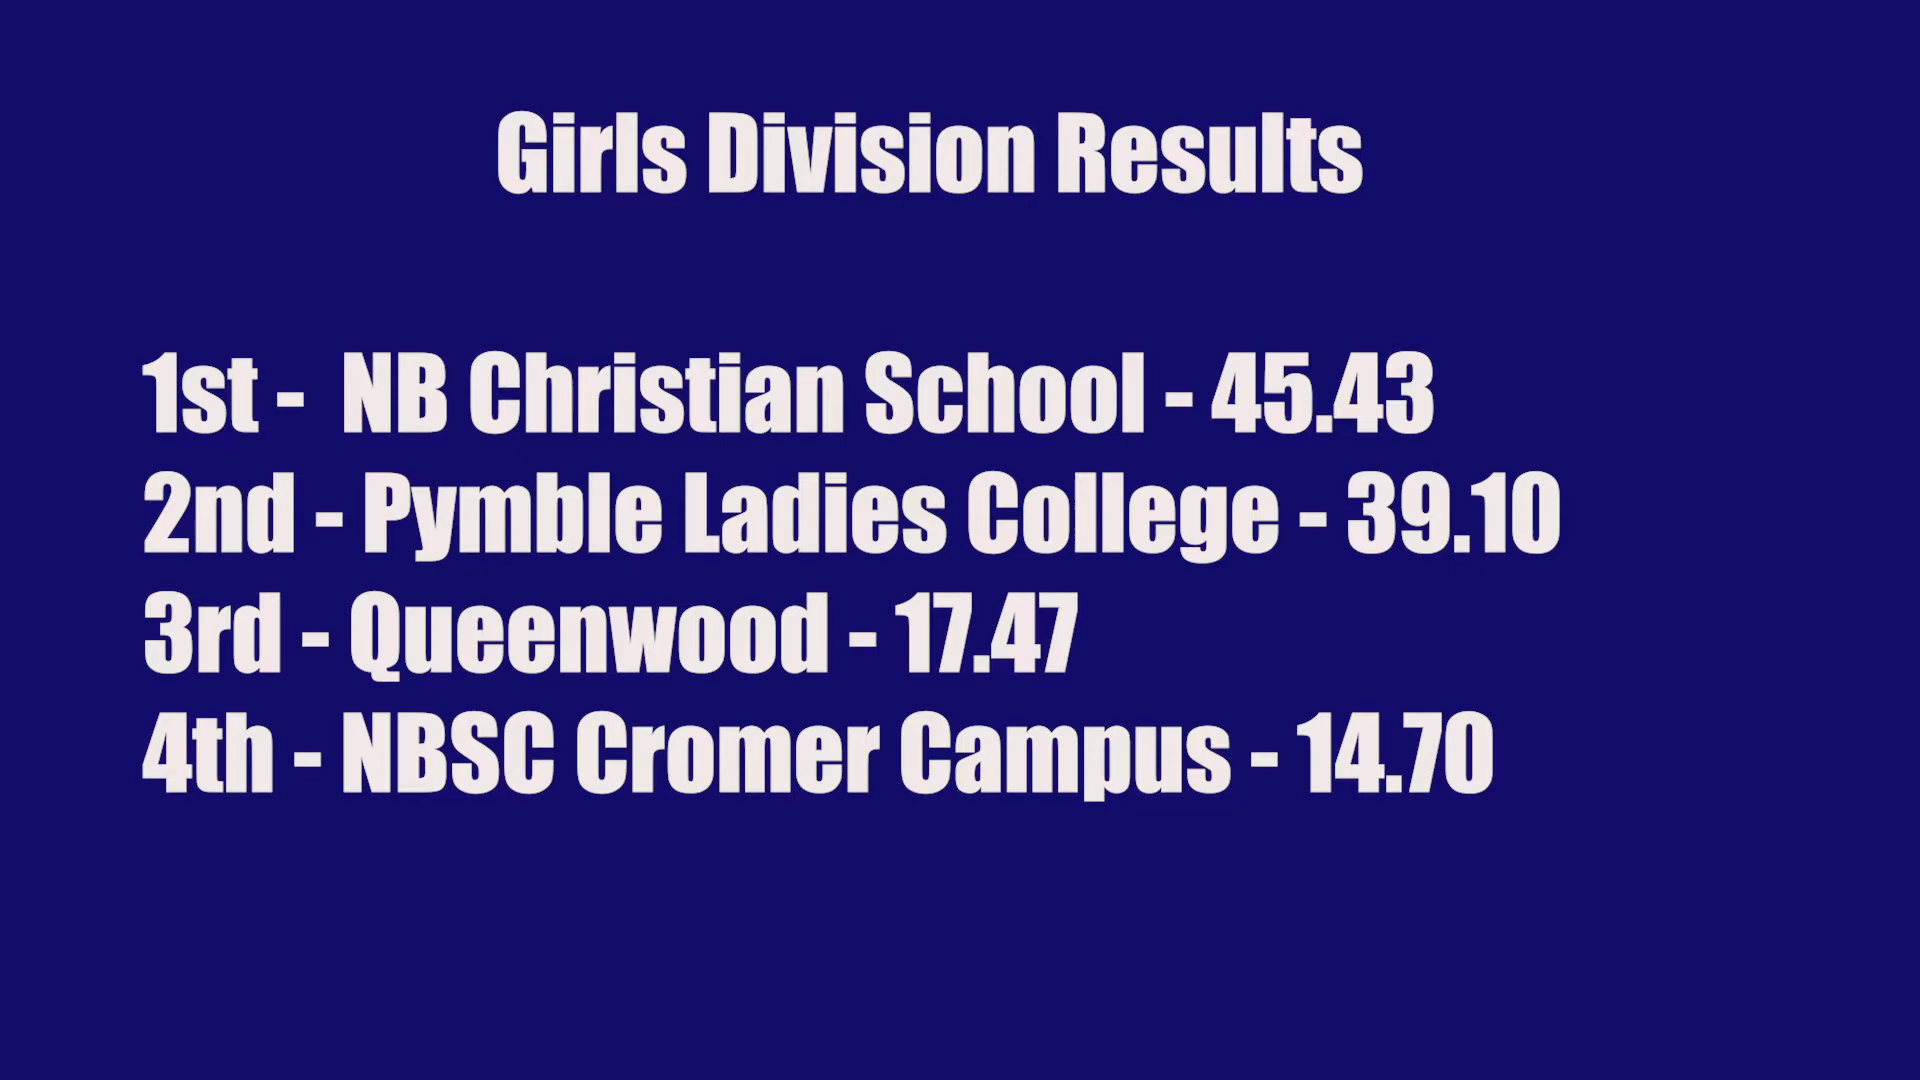 Girls Division Results
1st - NB Christian School - 45.43
2nd - Pymble Ladies College - 39.10
3rd - Queenwood - 17.47
4th - NBSC Cromer Campus - 14.70